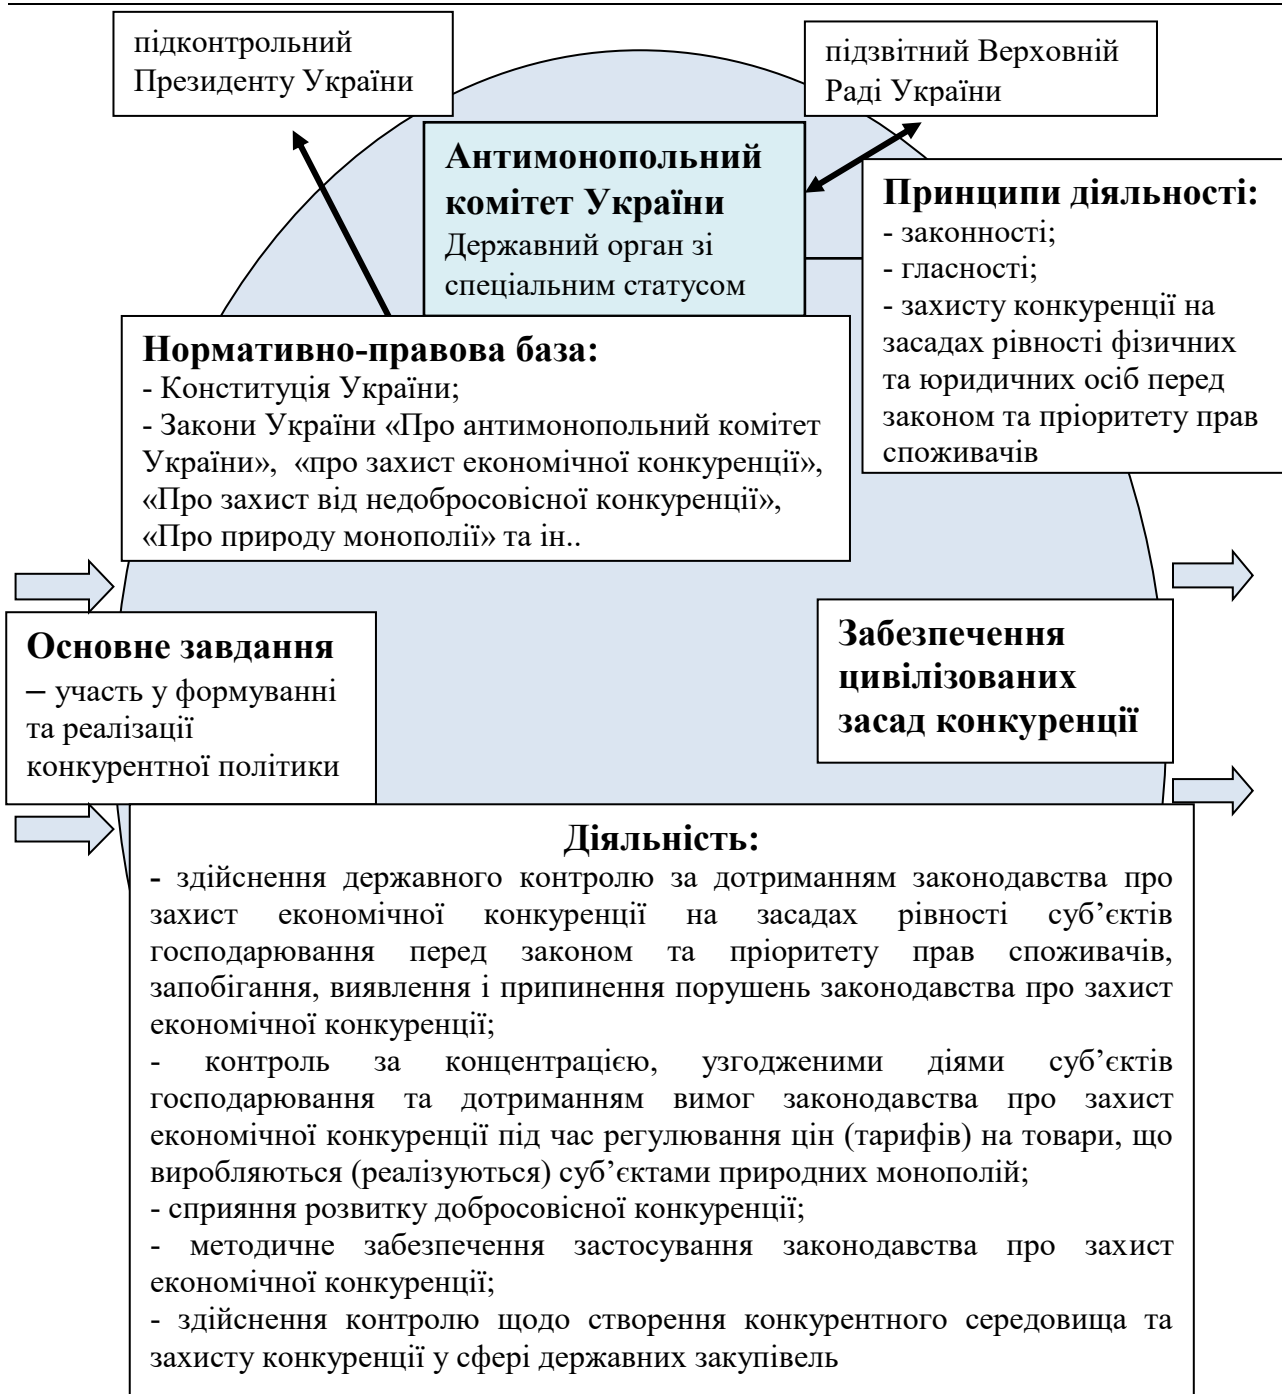 підконтрольний
Президенту України
підзвітний Верховній
Раді України
Антимонопольний
комітет України
Державний орган зі
спеціальним статусом
Принципи діяльності:
- законності;
- гласності;
- захисту конкуренції на
засадах рівності фізичних
та юридичних осіб перед
законом та пріоритету прав
споживачів
Нормативно-правова база:
- Конституція України;
- Закони України «Про антимонопольний комітет
України», «про захист економічної конкуренції»,
«Про захист від недобросовісної конкуренції»,
«Про природу монополії» та ін..
Основне завдання
– участь у формуванні
та реалізації
конкурентної політики
Забезпечення
цивілізованих
засад конкуренції
Діяльність:
- здійснення державного контролю за дотриманням законодавства про
захист економічної конкуренції на засадах рівності суб’єктів
господарювання перед законом та пріоритету прав споживачів,
запобігання, виявлення і припинення порушень законодавства про захист
економічної конкуренції;
- контроль за концентрацією, узгодженими діями суб’єктів
господарювання та дотриманням вимог законодавства про захист
економічної конкуренції під час регулювання цін (тарифів) на товари, що
виробляються (реалізуються) суб’єктами природних монополій;
- сприяння розвитку добросовісної конкуренції;
- методичне забезпечення застосування законодавства про захист
економічної конкуренції;
- здійснення контролю щодо створення конкурентного середовища та
захисту конкуренції у сфері державних закупівель